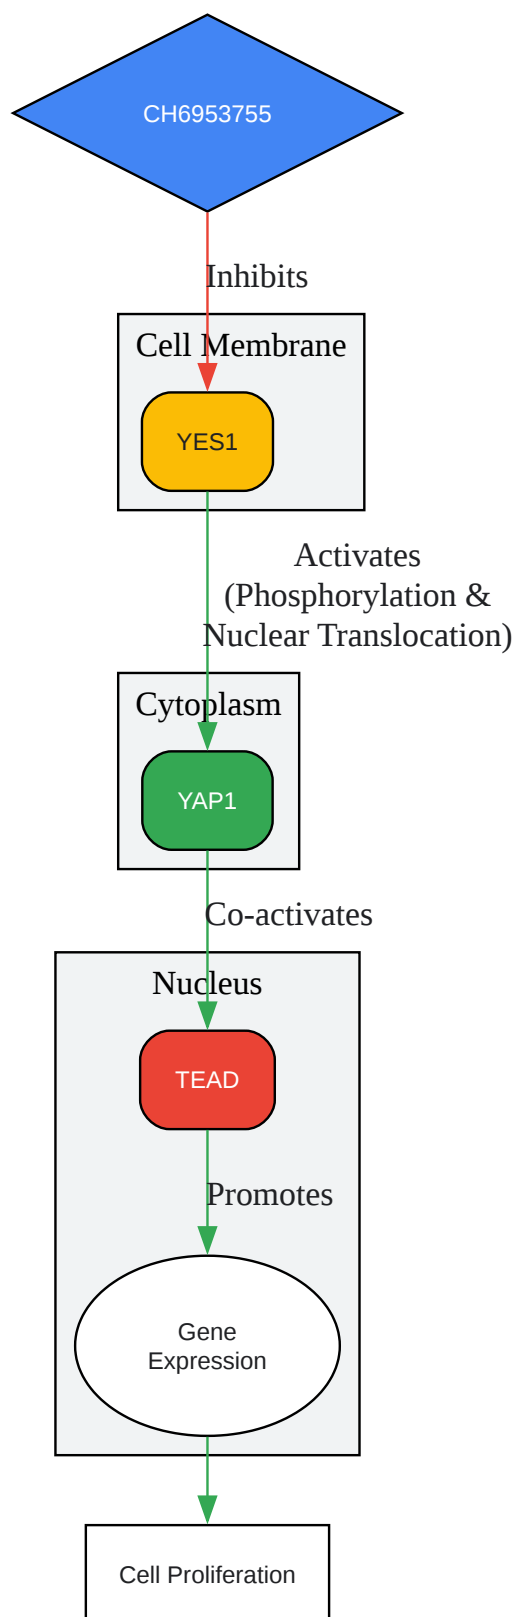 CH6953755
Inhibits
Cell Membrane
YES1
Activates
(Phosphorylation &
Nuclear Translocation)
Cytoplasm
YAP1
Co-activates
Nucleus
TEAD
Promotes
Gene
Expression
Cell Proliferation